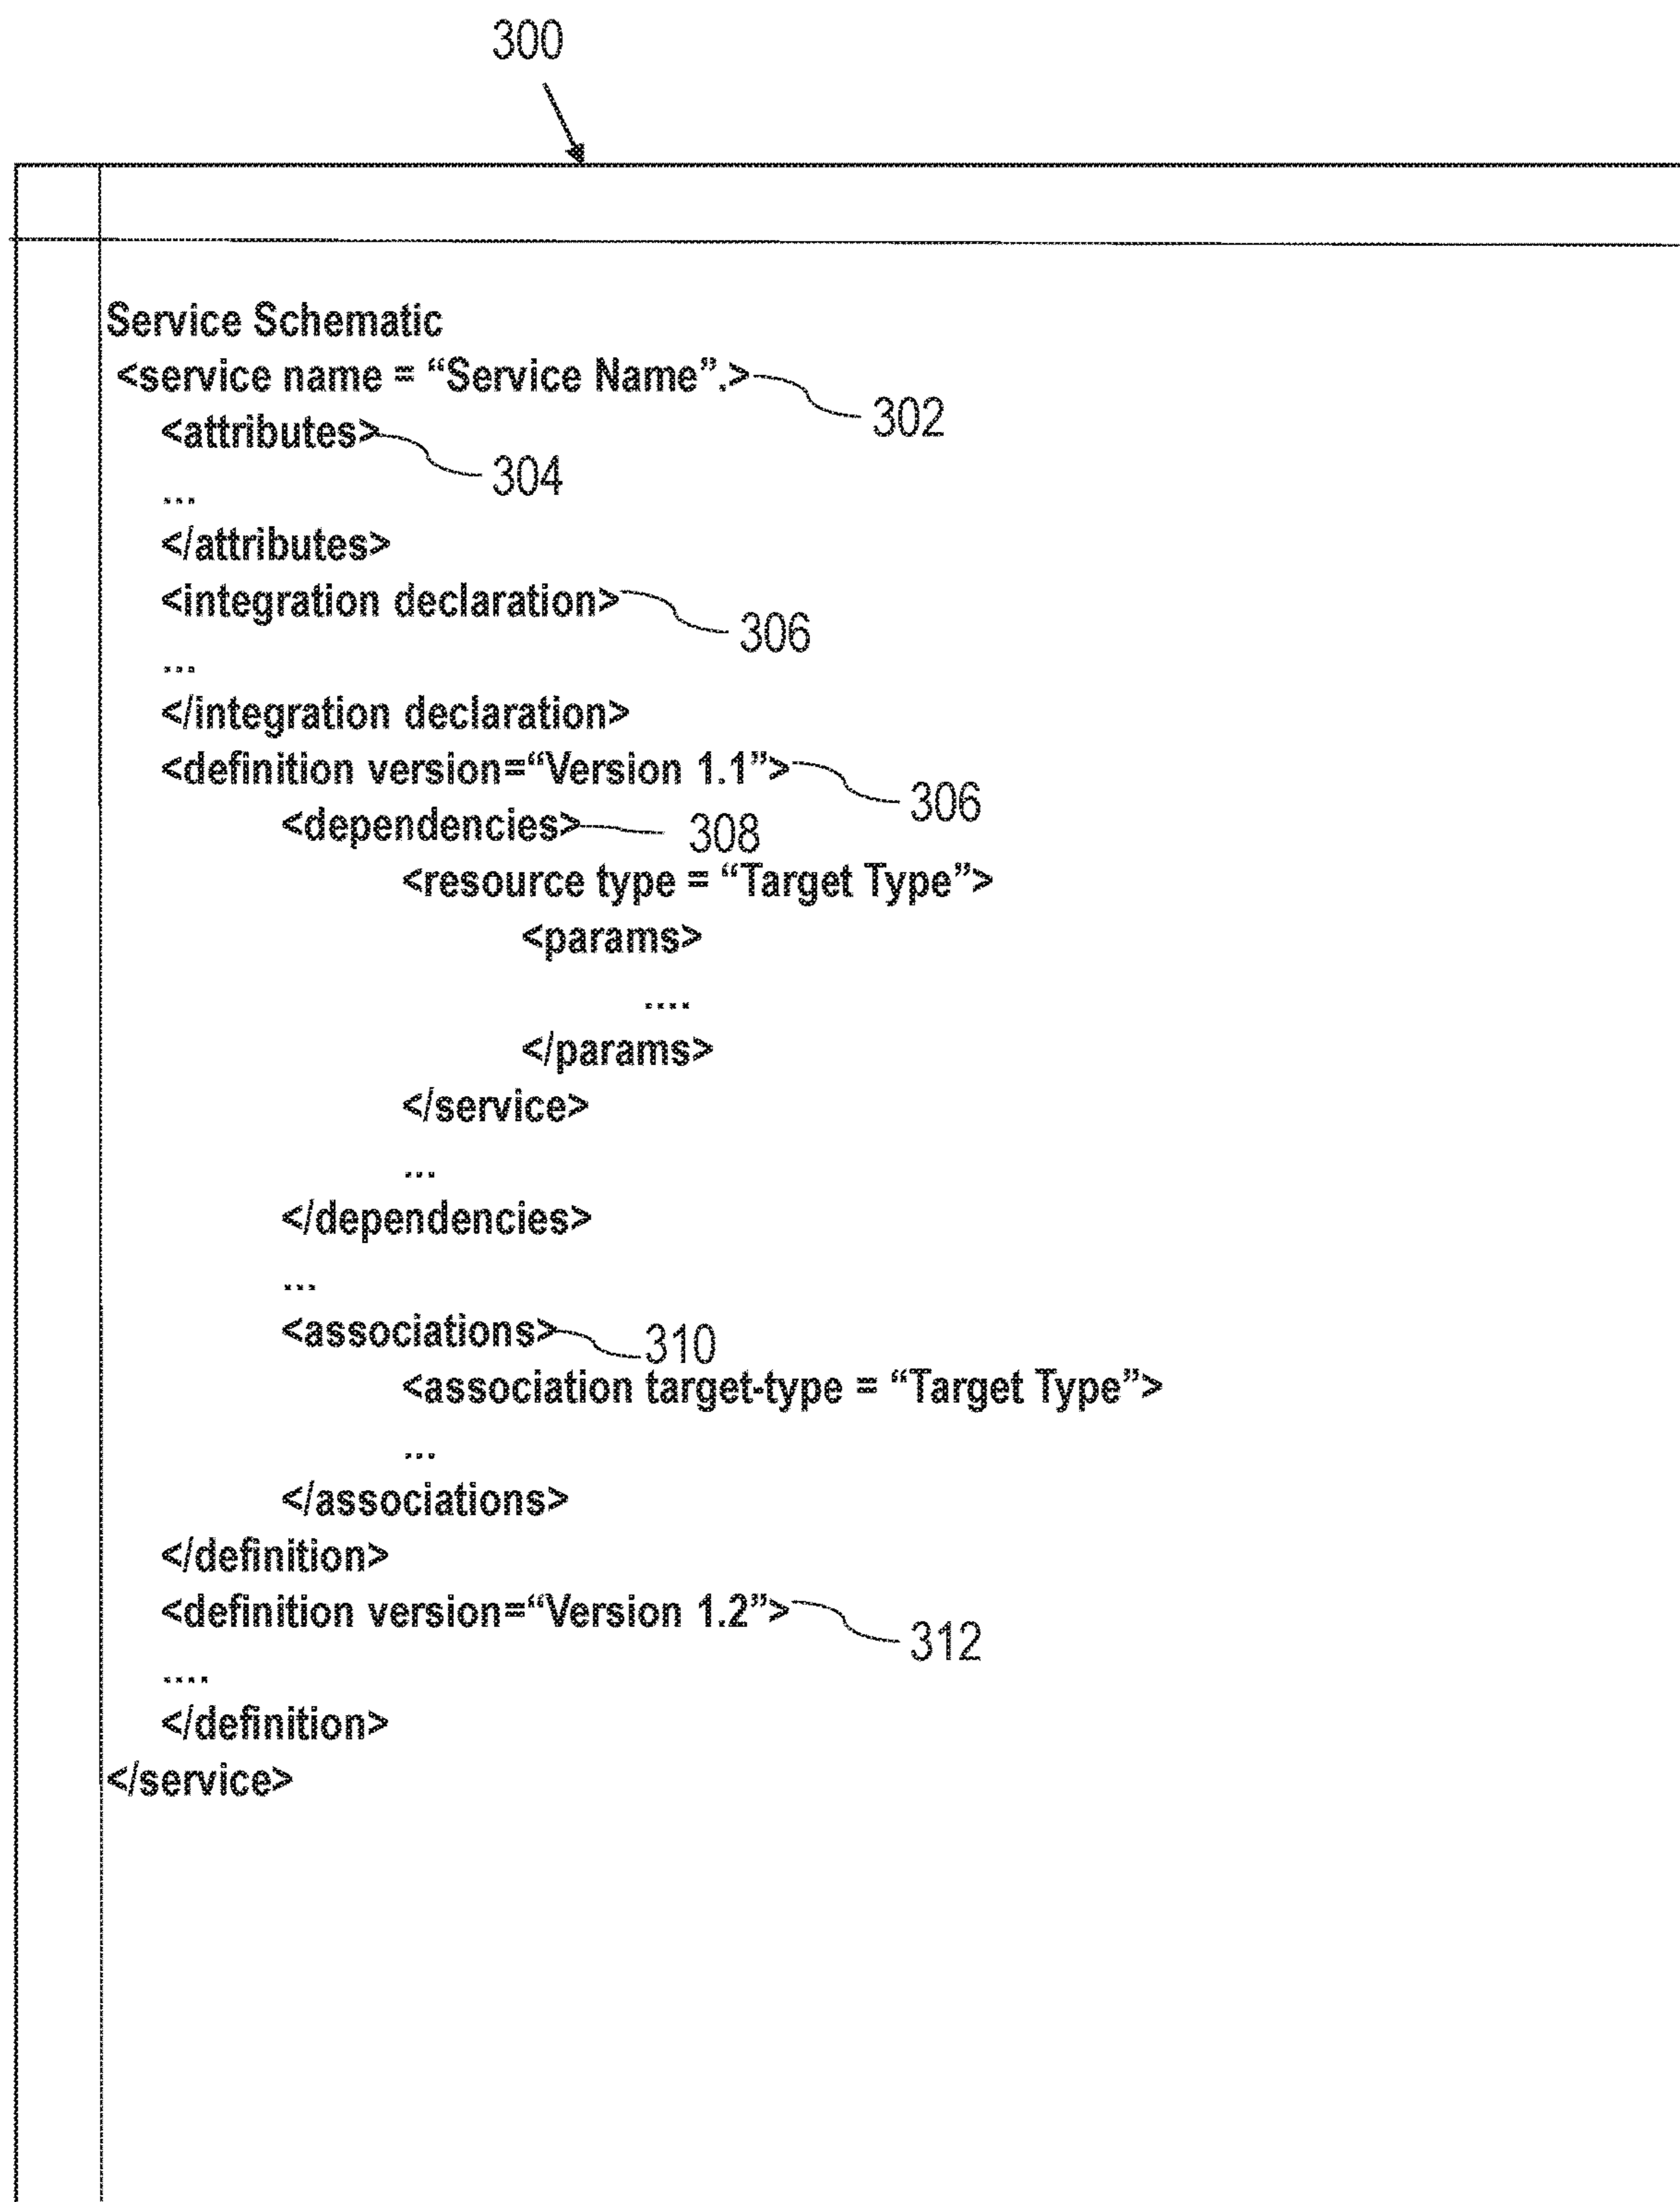 300
Service Schematic
<service name = “Service Name”.> 302
<attributes> 304
...
</attributes>
<integration declaration> 306
...
</integration declaration>
<definition version=“Version 1.1”> 306
<dependencies> 308
<resource type = “Target Type”>
<params>
....
</params>
</service>
...
</dependencies>
...
<associations> 310
<association target-type = “Target Type”>
...
</associations>
</definition>
<definition version=“Version 1.2”> 312
....
</definition>
</service>